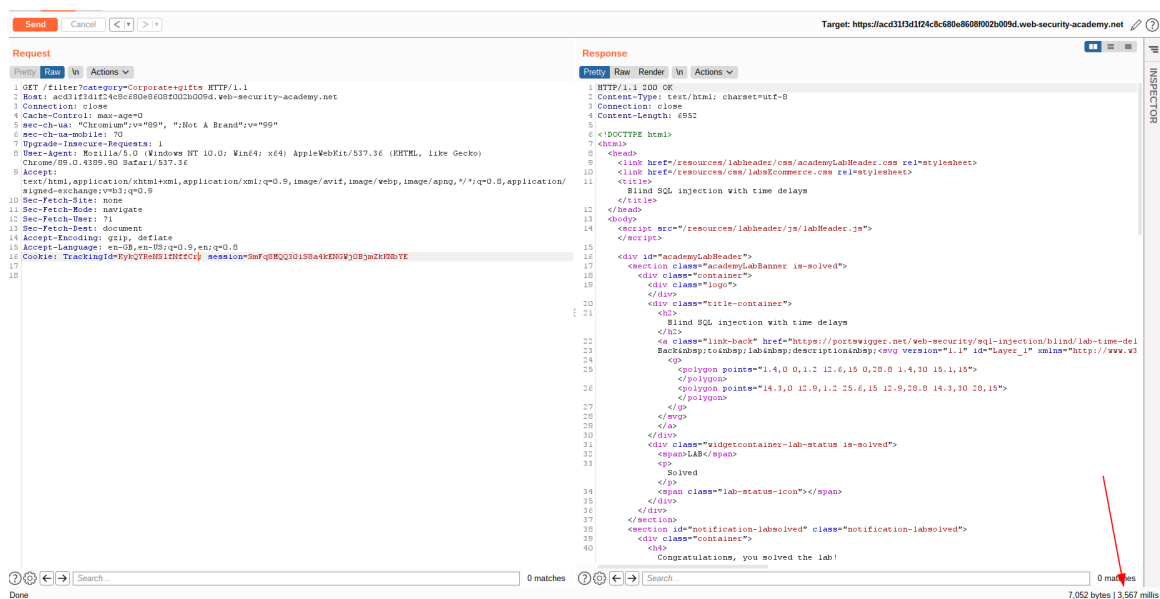 Send Cancel < > Target: https://acd31f3d1f24c8c680e8608f002b009d.web-security-academy.net
Request
Pretty Raw \n Actions
1 GET /filter?category=Corporate+gifts HTTP/1.1
2 Host: acd31f3d1f24c8c680e8608f002b009d.web-security-academy.net
3 Connection: close
4 Cache-Control: max-age=0
5 sec-ch-ua: "Chromium";v="89", ";Not A Brand";v="99"
6 sec-ch-ua-mobile: ?0
7 Upgrade-Insecure-Requests: 1
8 User-Agent: Mozilla/5.0 (Windows NT 10.0; Win64; x64) AppleWebKit/537.36 (KHTML, like Gecko)
Chrome/89.0.4389.90 Safari/537.36
9 Accept:
text/html,application/xhtml+xml,application/xml;q=0.9,image/avif,image/webp,image/apng,*/*;q=0.8,application/
signed-exchange;v=b3;q=0.9
10 Sec-Fetch-Site: none
11 Sec-Fetch-Mode: navigate
12 Sec-Fetch-User: ?1
13 Sec-Fetch-Dest: document
14 Accept-Encoding: gzip, deflate
15 Accept-Language: en-GB,en-US;q=0.9,en;q=0.8
16 Cookie: session=
17
18
Search... 0 matches
Done
Response
Pretty Raw Render \n Actions
INSPECTOR
1 HTTP/1.1 200 OK
2 Content-Type: text/html; charset=utf-8
3 Connection: close
4 Content-Length: 6952
5
6 <!DOCTYPE html>
7 <html>
8 <head>
9 <link href=/resources/labheader/css/academyLabHeader.css rel=stylesheet>
10 <link href=/resources/css/labsEcommerce.css rel=stylesheet>
11 <title>
Blind SQL injection with time delays
</title>
12 </head>
13 <body>
14 <script src="/resources/labheader/js/labHeader.js">
</script>
15
16 <div id="academyLabHeader">
17 <section class="academyLabBanner is-solved">
18 <div class="container">
19 <div class="logo">
</div>
20 <div class="title-container">
21 <h2>
Blind SQL injection with time delays
</h2>
22 <a class="link-back" href="https://portswigger.net/web-security/sql-injection/blind/lab-time-del
23 Back&nbsp;to&nbsp;lab&nbsp;description&nbsp;<svg version="1.1" id="Layer_1" xmlns="http://www.w3
24 <g>
25 <polygon points="1.4,0 0,1.2 12.6,15 0,28.8 1.4,30 15.1,15">
</polygon>
26 <polygon points="14.3,0 12.9,1.2 25.6,15 12.9,28.8 14.3,30 28,15">
</polygon>
27 </g>
28 </svg>
29 </a>
30 </div>
31 <div class="widgetcontainer-lab-status is-solved">
32 <span>LAB</span>
33 <p>
Solved
</p>
34 <span class="lab-status-icon"></span>
35 </div>
36 </div>
37 </section>
38 <section id="notification-labsolved" class="notification-labsolved">
39 <div class="container">
40 <h4>
Congratulations, you solved the lab!
Search... 0 matches
7,052 bytes | 3,567 millis